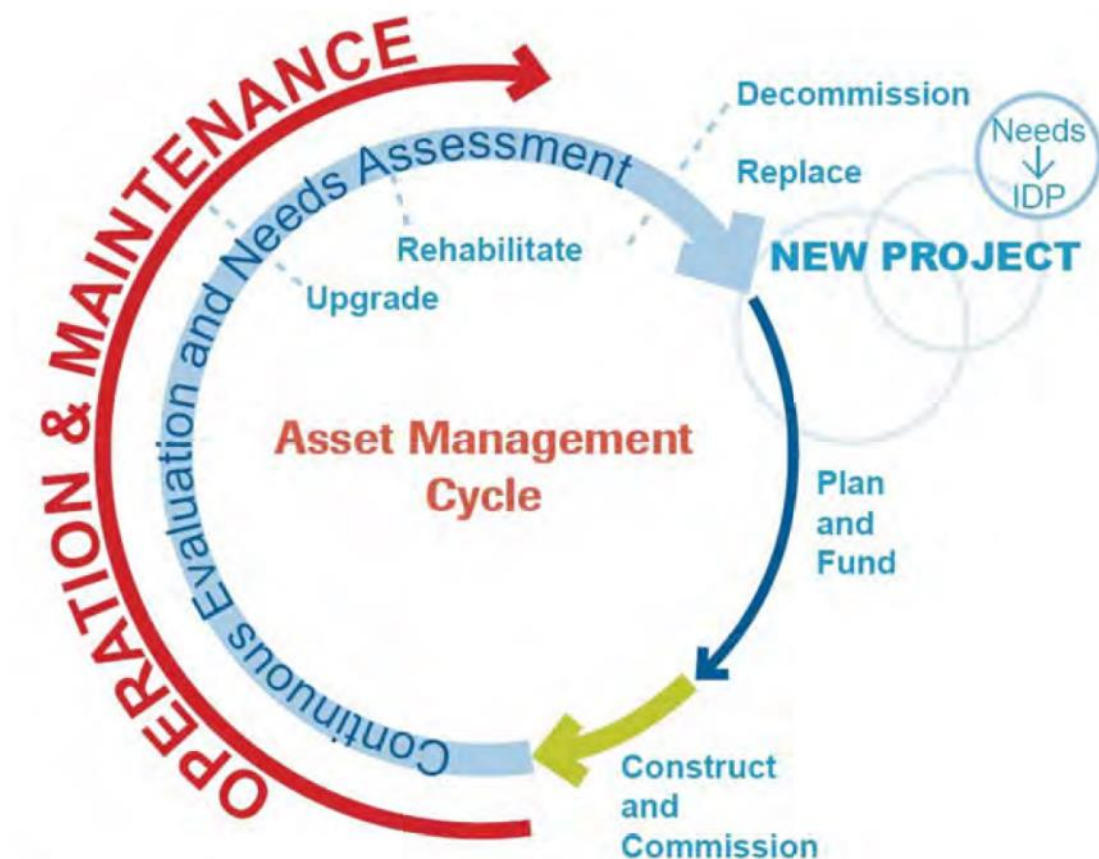 OPERATION & MAINTENANCE
Continuous Evaluation and Needs Assessment
Decommission
Replace
Needs
IDP
NEW PROJECT
Rehabilitate
Upgrade
Asset Management
Cycle
Plan
and
Fund
Construct
and
Commission